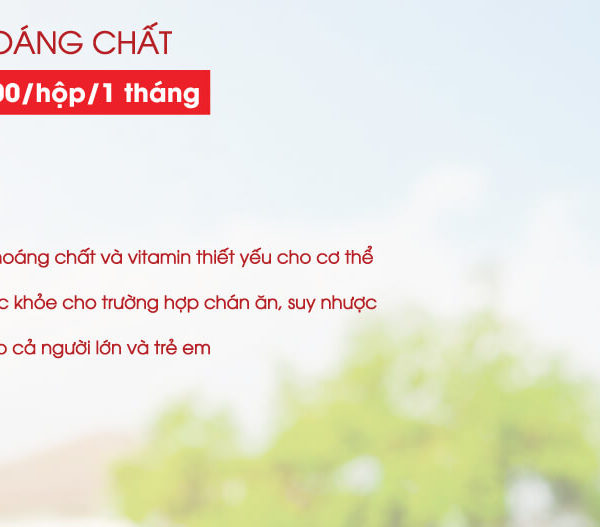 OÁNG CHẤT
00/hộp/1 tháng
hoáng chất và vitamin thiết yếu cho cơ thể
c khỏe cho trường hợp chán ăn, suy nhược
o cả người lớn và trẻ em